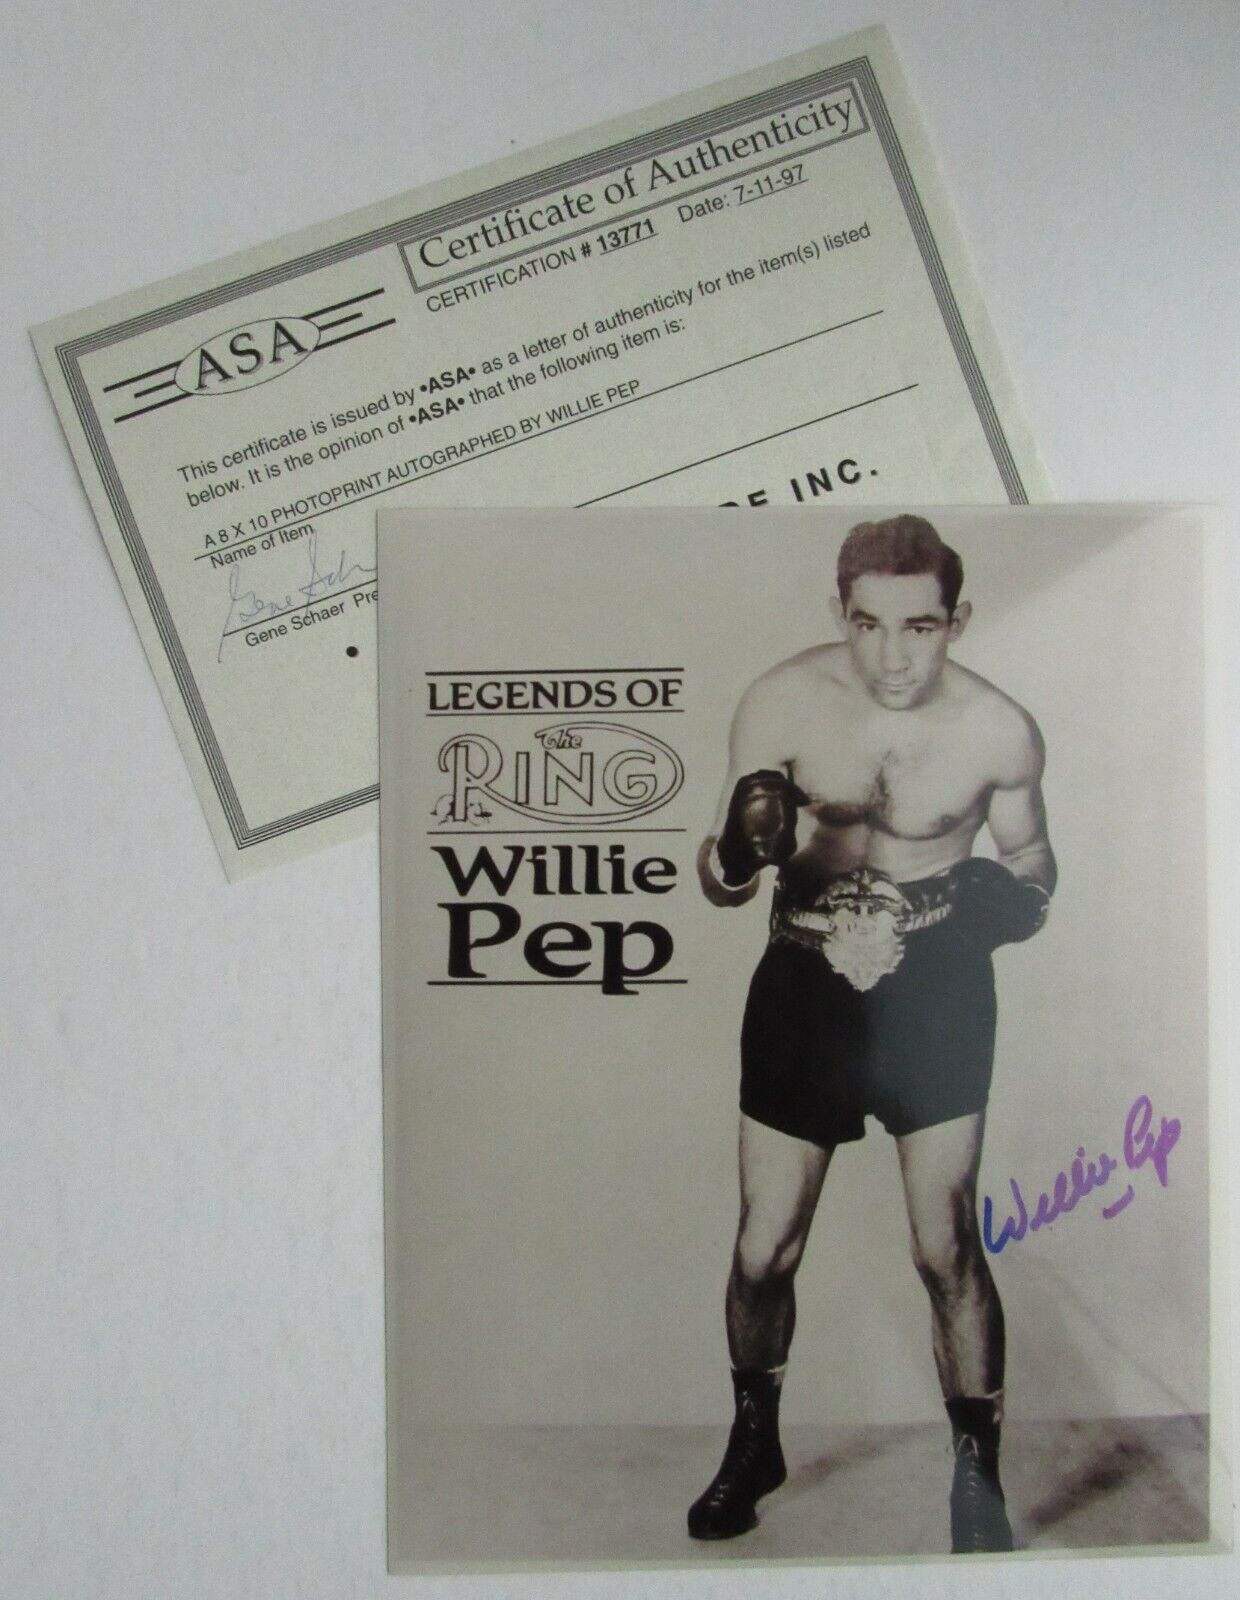 Certificate of Authenticity
CERTIFICATION # 13771 Date: 7-11-97
ASA
This certificate is issued by •ASA• as a letter of authenticity for the item(s) listed
below. It is the opinion of •ASA• that the following item is:
A 8 X 10 PHOTOPRINT AUTOGRAPHED BY WILLIE PEP
Name of Item
INC.
Gene
Gene Schaer
LEGENDS OF
The
RING
Willie
Pep
Willie Pep